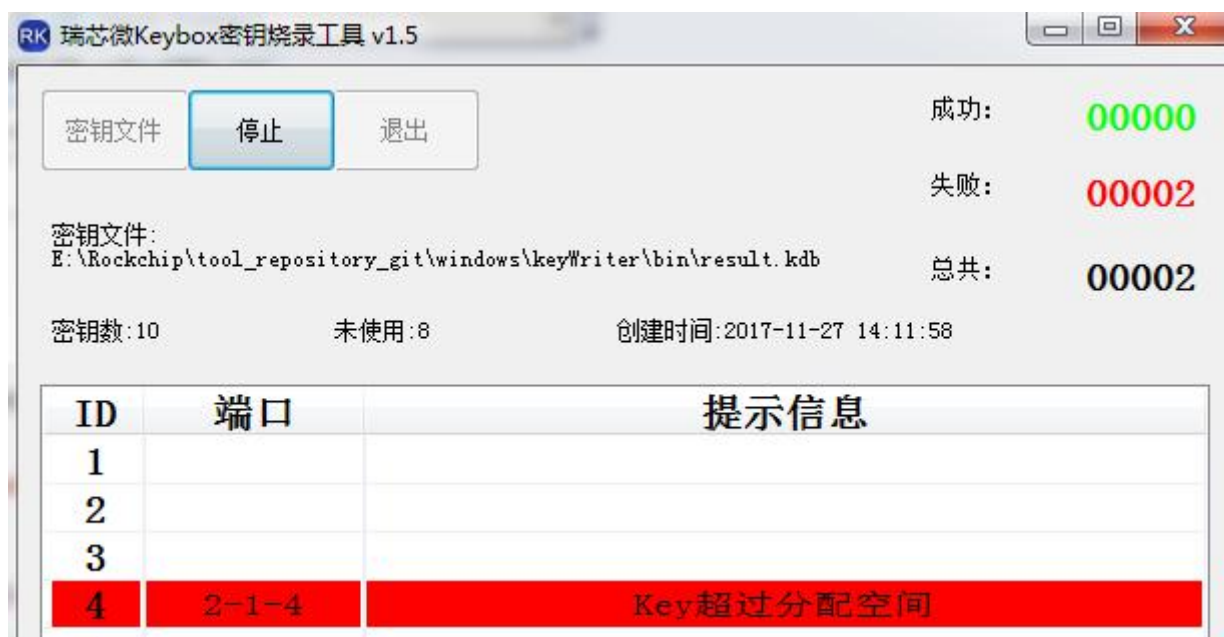 RK 瑞芯微Keybox密钥烧录工具 v1.5
密钥文件 停止 退出
成功: 00000
失败: 00002
密钥文件:
E:\Rockchip\tool_repository_git\windows\keyWriter\bin\result.kdb
总共: 00002
密钥数:10 未使用:8 创建时间:2017-11-27 14:11:58
ID 端口 提示信息
1
2
3
4 2-1-4 Key超过分配空间